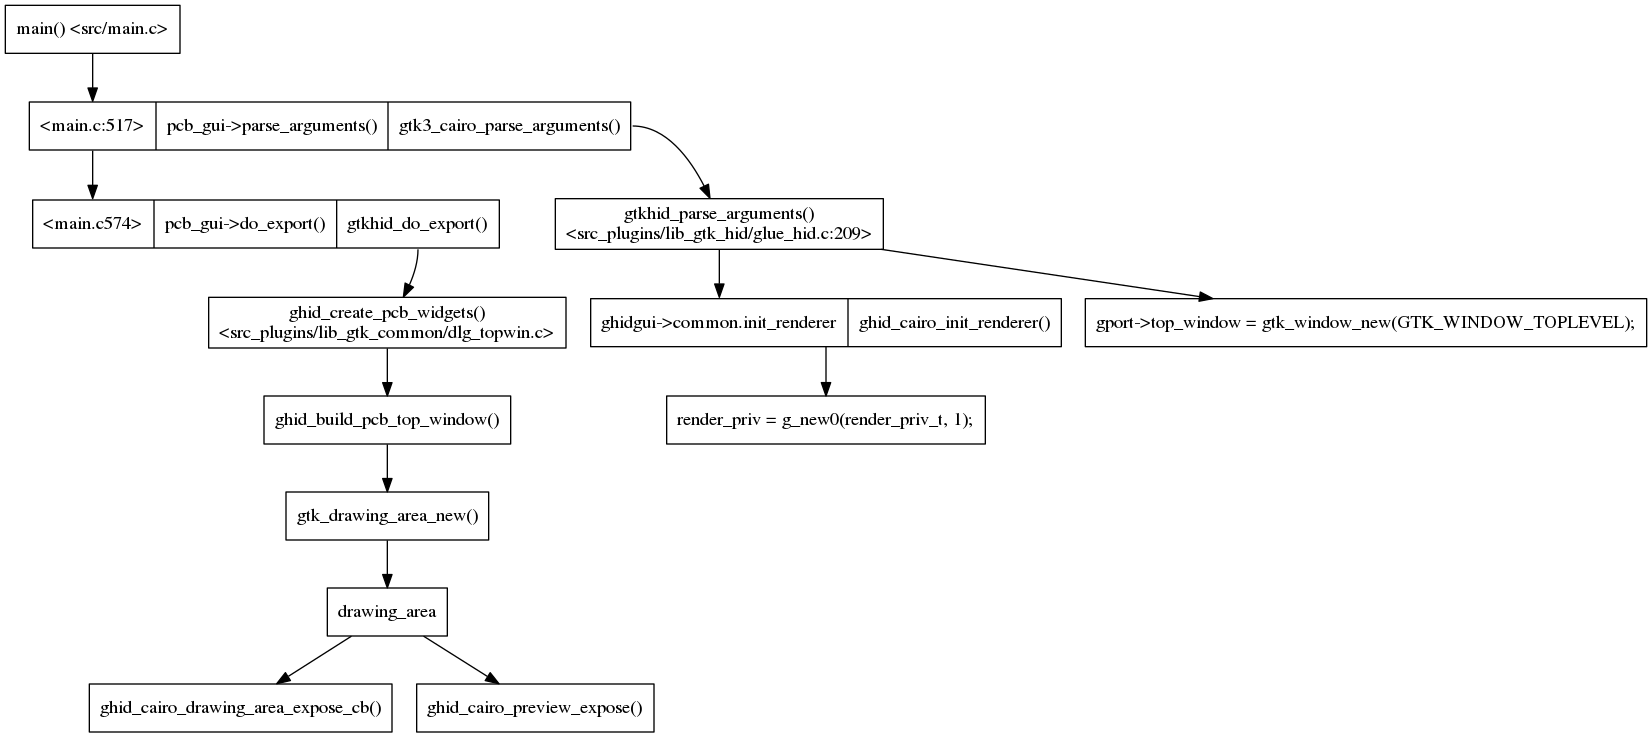 main() <src/main.c>
<main.c:517> pcb_gui->parse_arguments() gtk3_cairo_parse_arguments()
<main.c574> pcb_gui->do_export() gtkhid_do_export()
gtkhid_parse_arguments()
<src_plugins/lib_gtk_hid/glue_hid.c:209>
ghid_create_pcb_widgets()
<src_plugins/lib_gtk_common/dlg_topwin.c>
ghidgui->common.init_renderer ghid_cairo_init_renderer()
gport->top_window = gtk_window_new(GTK_WINDOW_TOPLEVEL);
ghid_build_pcb_top_window()
render_priv = g_new0(render_priv_t, 1);
gtk_drawing_area_new()
drawing_area
ghid_cairo_drawing_area_expose_cb()
ghid_cairo_preview_expose()